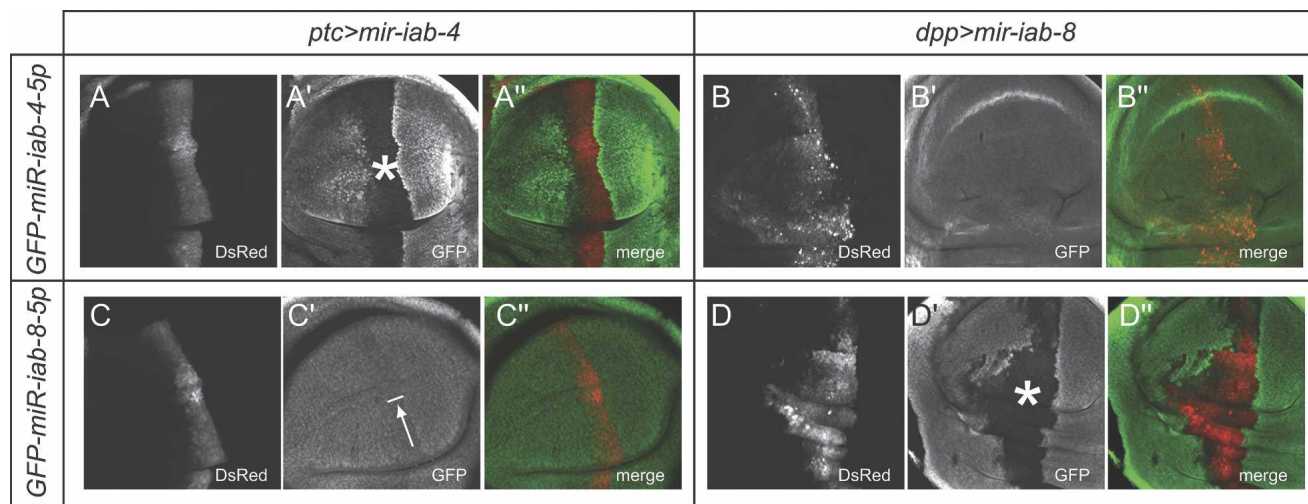 ptc>mir-iab-4
dpp>mir-iab-8
GFP-miR-iab-4-5p
A
DsRed
A'
GFP
A"
merge
B
DsRed
B'
GFP
B"
merge
GFP-miR-iab-8-5p
C
DsRed
C'
GFP
C"
merge
D
DsRed
D'
GFP
D"
merge